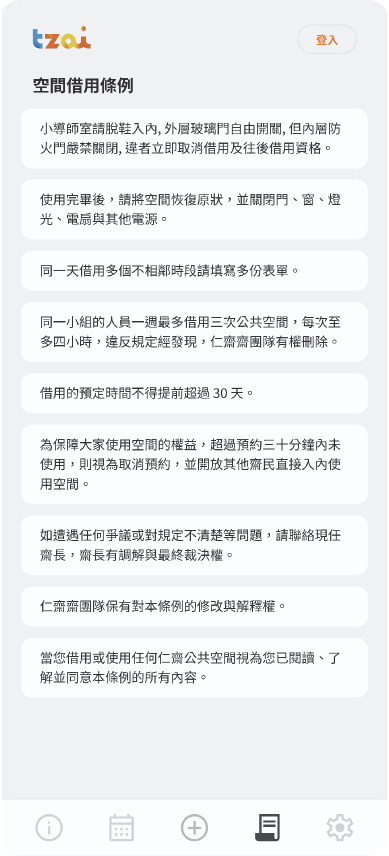 tzai
登入
空間借用條例
小導師室請脫鞋入內, 外層玻璃門自由開關, 但內層防
火門嚴禁關閉, 違者立即取消借用及往後借用資格。
使用完畢後，請將空間恢復原狀，並關閉門、窗、燈
光、電扇與其他電源。
同一天借用多個不相鄰時段請填寫多份表單。
同一小組的人員一週最多借用三次公共空間，每次至
多四小時，違反規定經發現，仁齋齋團隊有權刪除。
借用的預定時間不得提前超過 30 天。
為保障大家使用空間的權益，超過預約三十分鐘內未
使用，則視為取消預約，並開放其他齋民直接入內使
用空間。
如遭遇任何爭議或對規定不清楚等問題，請聯絡現任
齋長，齋長有調解與最終裁決權。
仁齋齋團隊保有對本條例的修改與解釋權。
當您借用或使用任何仁齋公共空間視為您已閱讀、了
解並同意本條例的所有內容。